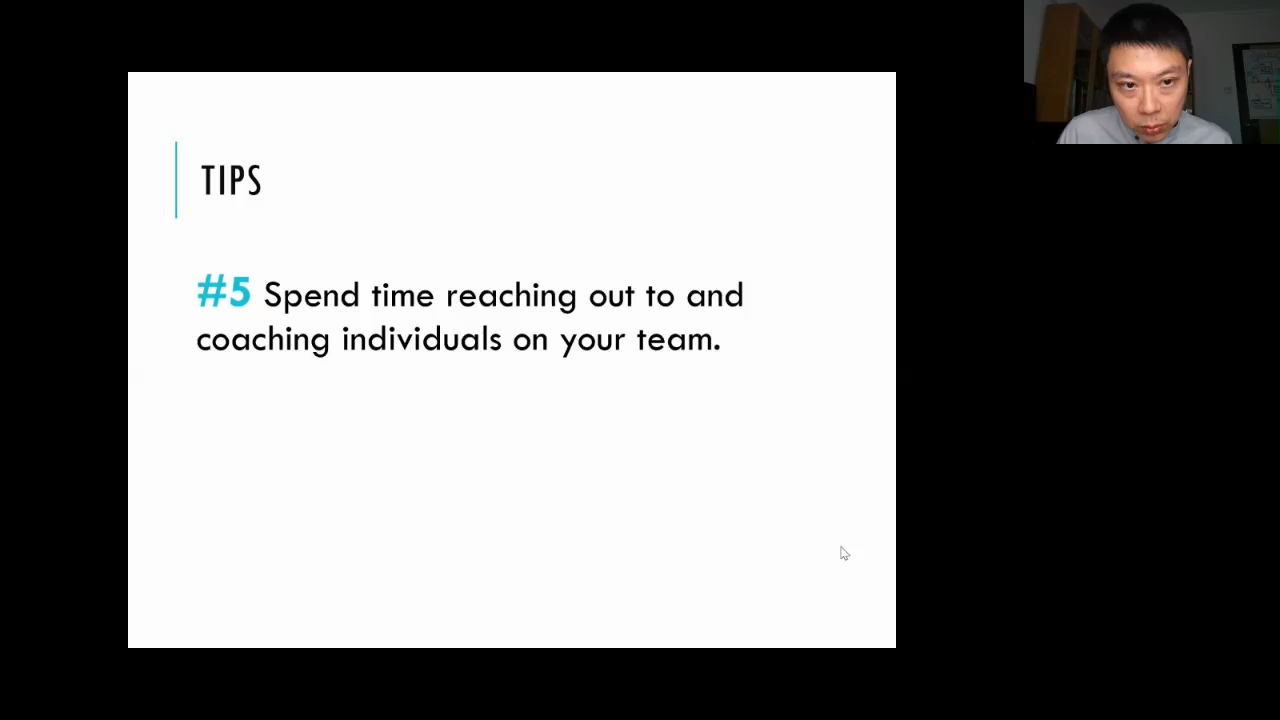 TIPS
#5 Spend time reaching out to and
coaching individuals on your team.